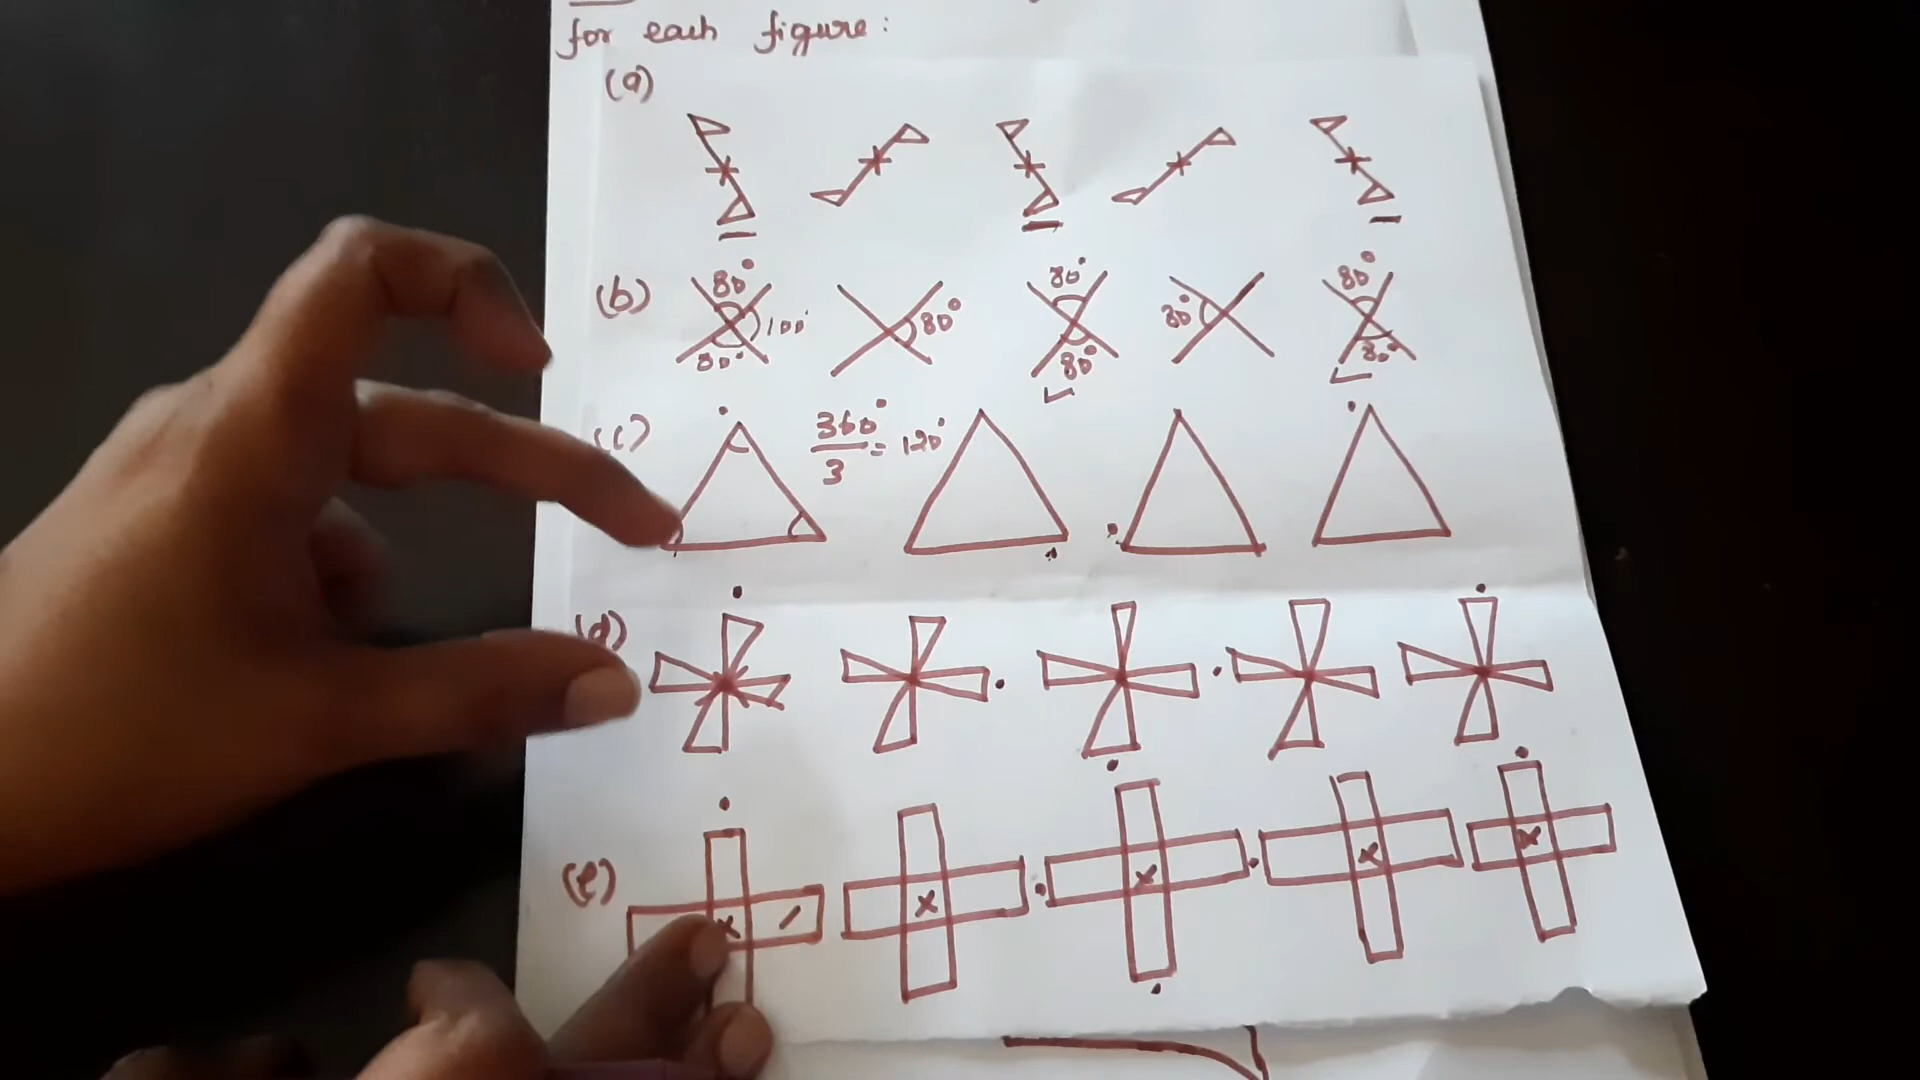 for each figure:
(a)
(b) 80° 100° 80° 80° 80° 80° 80° 80° 80°
(c) 360°/3 = 120°
(d)
(e)